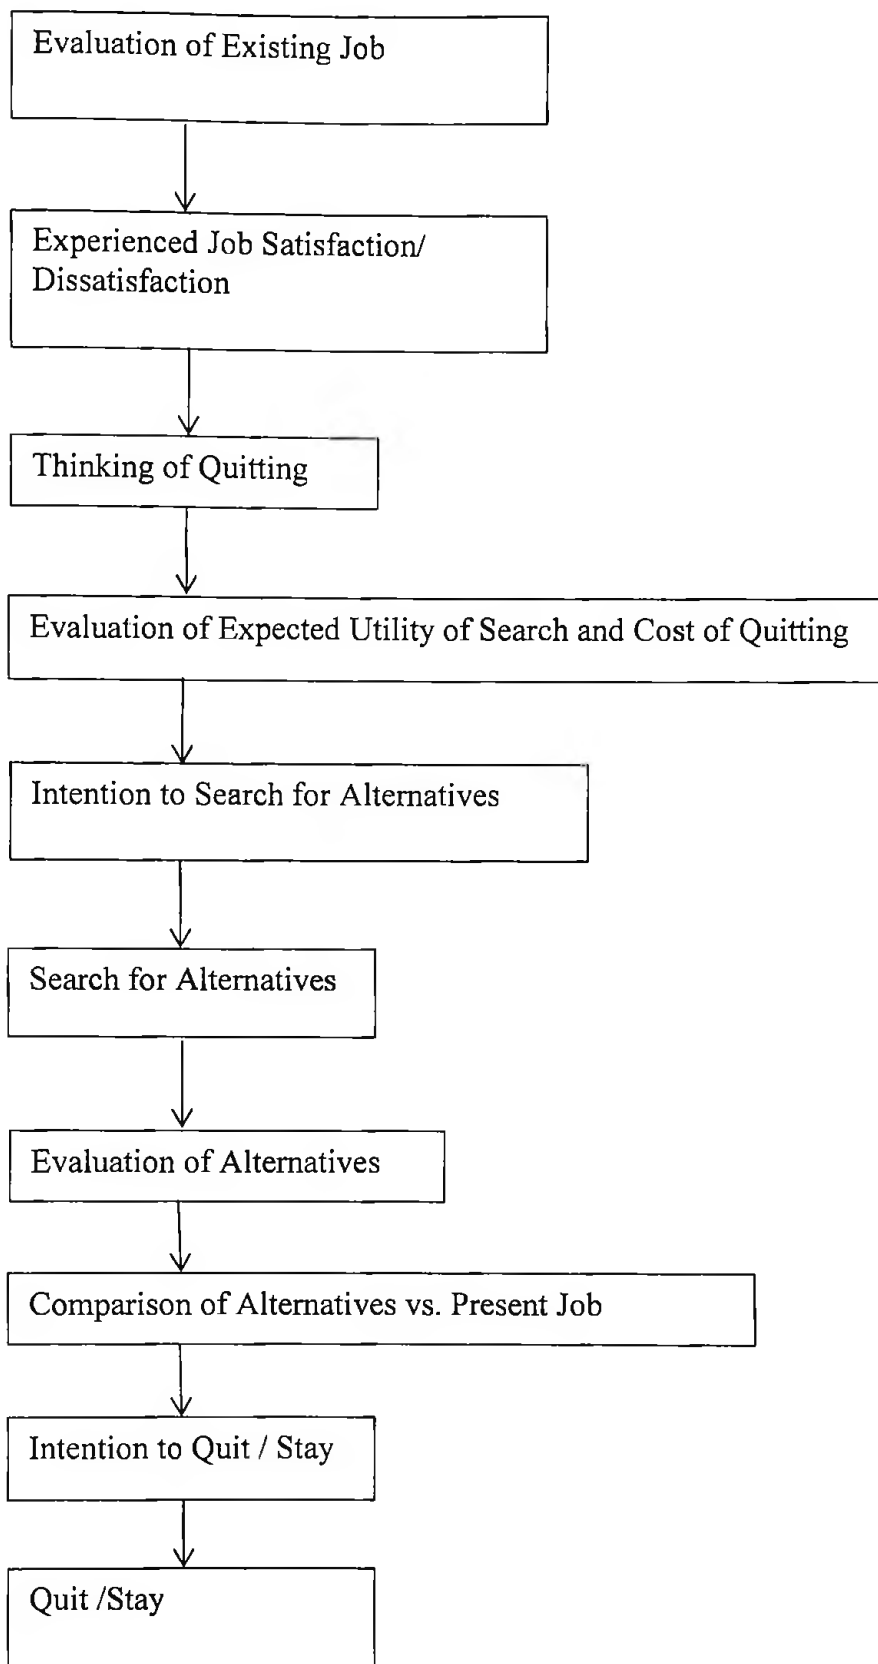 Evaluation of Existing Job
Experienced Job Satisfaction/
Dissatisfaction
Thinking of Quitting
Evaluation of Expected Utility of Search and Cost of Quitting
Intention to Search for Alternatives
Search for Alternatives
Evaluation of Alternatives
Comparison of Alternatives vs. Present Job
Intention to Quit / Stay
Quit /Stay